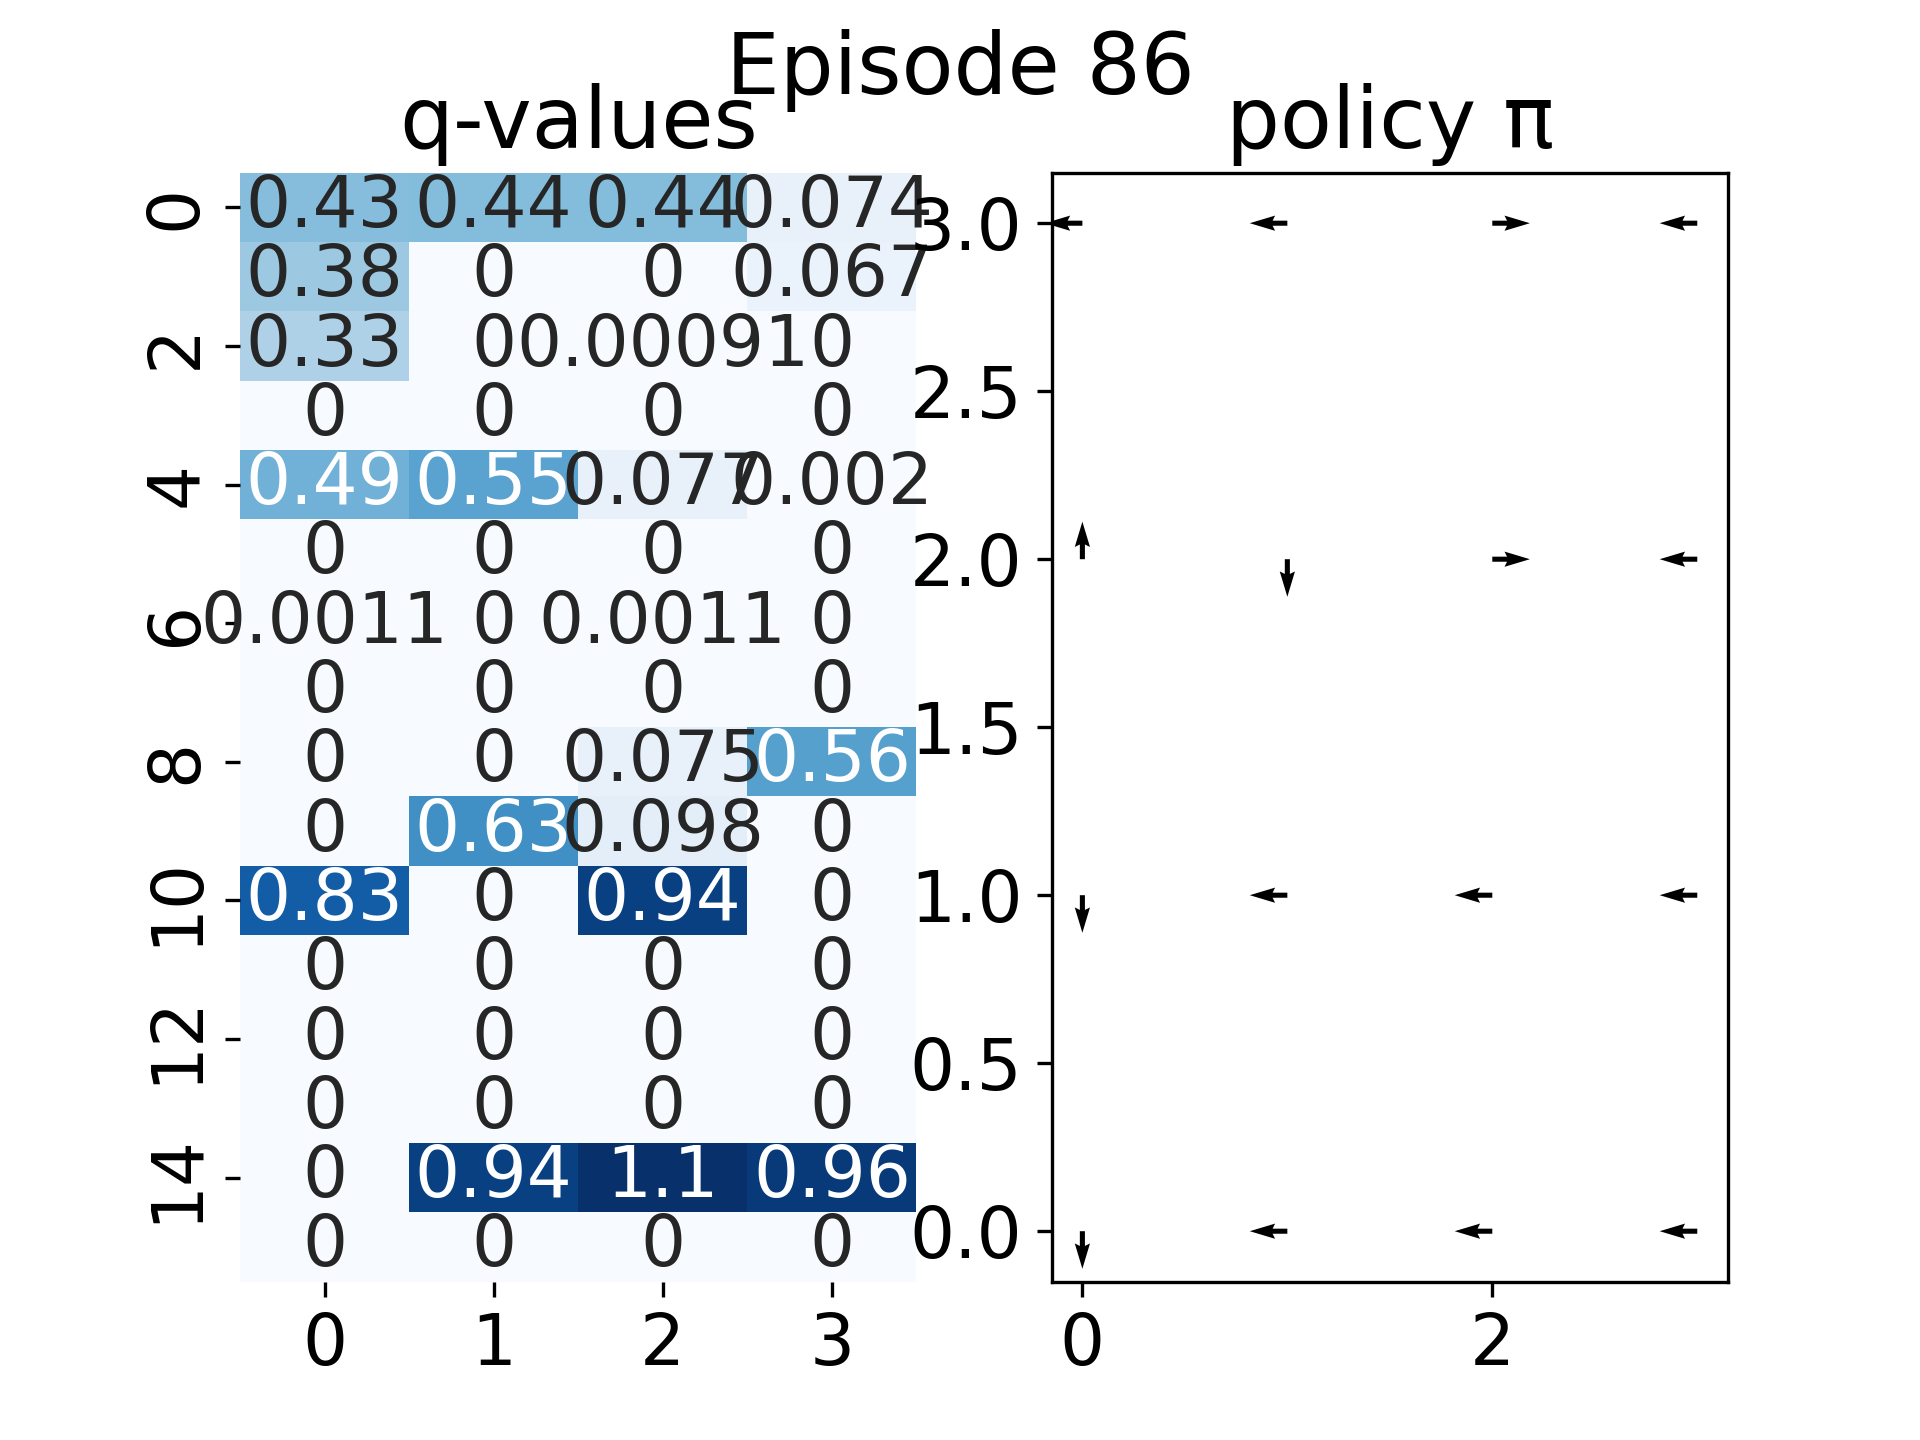 Episode 86
q-values
policy π
0 0.43 0.44 0.44 0.074
0.38 0 0 0.067
2 0.33 0 0.00091 0
0 0 0 0
4 0.49 0.55 0.077 0.002
0 0 0 0
6 0.0011 0 0.0011 0
0 0 0 0
8 0 0 0.075 0.56
0 0.63 0.098 0
10 0.83 0 0.94 0
0 0 0 0
12 0 0 0 0
0 0 0 0
14 0 0.94 1.1 0.96
0 0 0 0
0 1 2 3
3.0
2.5
2.0
1.5
1.0
0.5
0.0
0 2